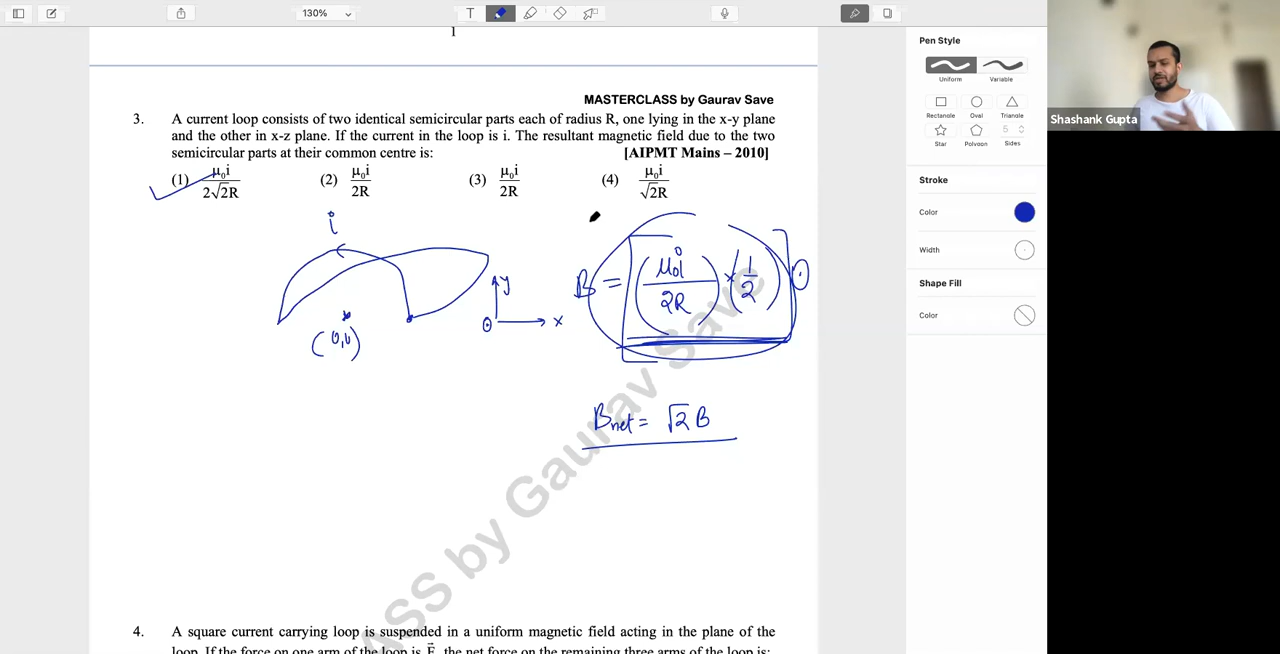 130%
T
i
MASTERCLASS by Gaurav Save
3. A current loop consists of two identical semicircular parts each of radius R, one lying in the x-y plane
and the other in x-z plane. If the current in the loop is i. The resultant magnetic field due to the two
semicircular parts at their common centre is: [AIPMT Mains – 2010]
(1) μ₀i / 2√2R (2) μ₀i / 2R (3) μ₀i / 2R (4) μ₀i / √2R
i
(0,0)
y
x
B = [(μ₀i / 2R) × (1/2)] ⊙
Bnet = √2 B
ASS by Gaurav Save
4. A square current carrying loop is suspended in a uniform magnetic field acting in the plane of the
loop. If the force on one arm of the loop is F, the net force on the remaining three arms of the loop is:
Pen Style
Uniform
Variable
Rectangle
Oval
Triangle
Star
Polygon
5
Sides
Stroke
Color
Width
Shape Fill
Color
Shashank Gupta